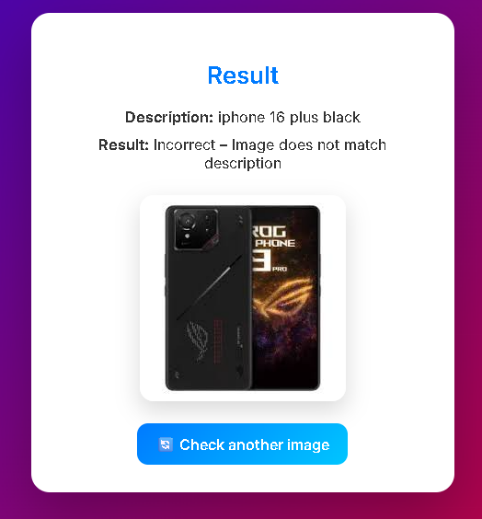 Result
Description: iphone 16 plus black
Result: Incorrect – Image does not match
description
ROG
PHONE
9 PRO
Check another image